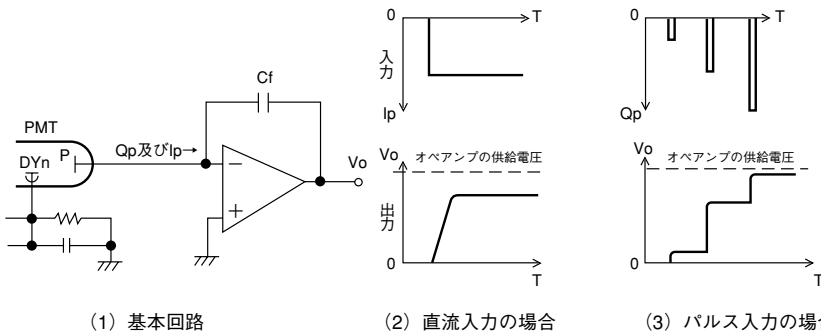 PMT
DYn
P
Qp及びIp→
Cf
−
+
Vo
0
T
入力
Ip
Vo
オペアンプの供給電圧
出力
0
T
0
T
Qp
Vo
オペアンプの供給電圧
0
T
（1）基本回路
（2）直流入力の場合
（3）パルス入力の場合